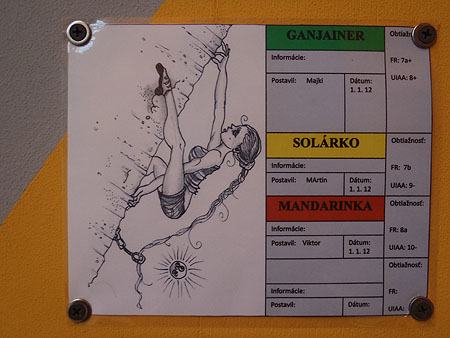 GANJAINER
Informácie:
Postavil: Majki
Dátum:
1. 1. 12
FR: 7a+
UIAA: 8+
SOLÁRKO
Obtiažnosť:
Informácie:
FR: 7b
Postavil: MArtin
Dátum:
1. 1. 12
UIAA: 9-
MANDARINKA
Obtiažnosť:
Informácie:
FR: 8a
Postavil: Viktor
Dátum:
1. 1. 12
UIAA: 10-
Obtiažnosť:
Informácie:
FR:
Postavil:
Dátum:
UIAA: